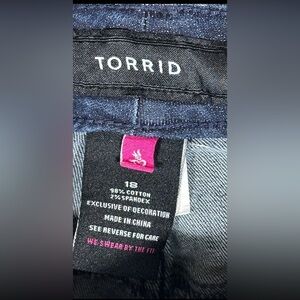 TORRID
18
98% COTTON
2% SPANDEX
EXCLUSIVE OF DECORATION
MADE IN CHINA
SEE REVERSE FOR CARE
WE SWEAR BY THE FIT